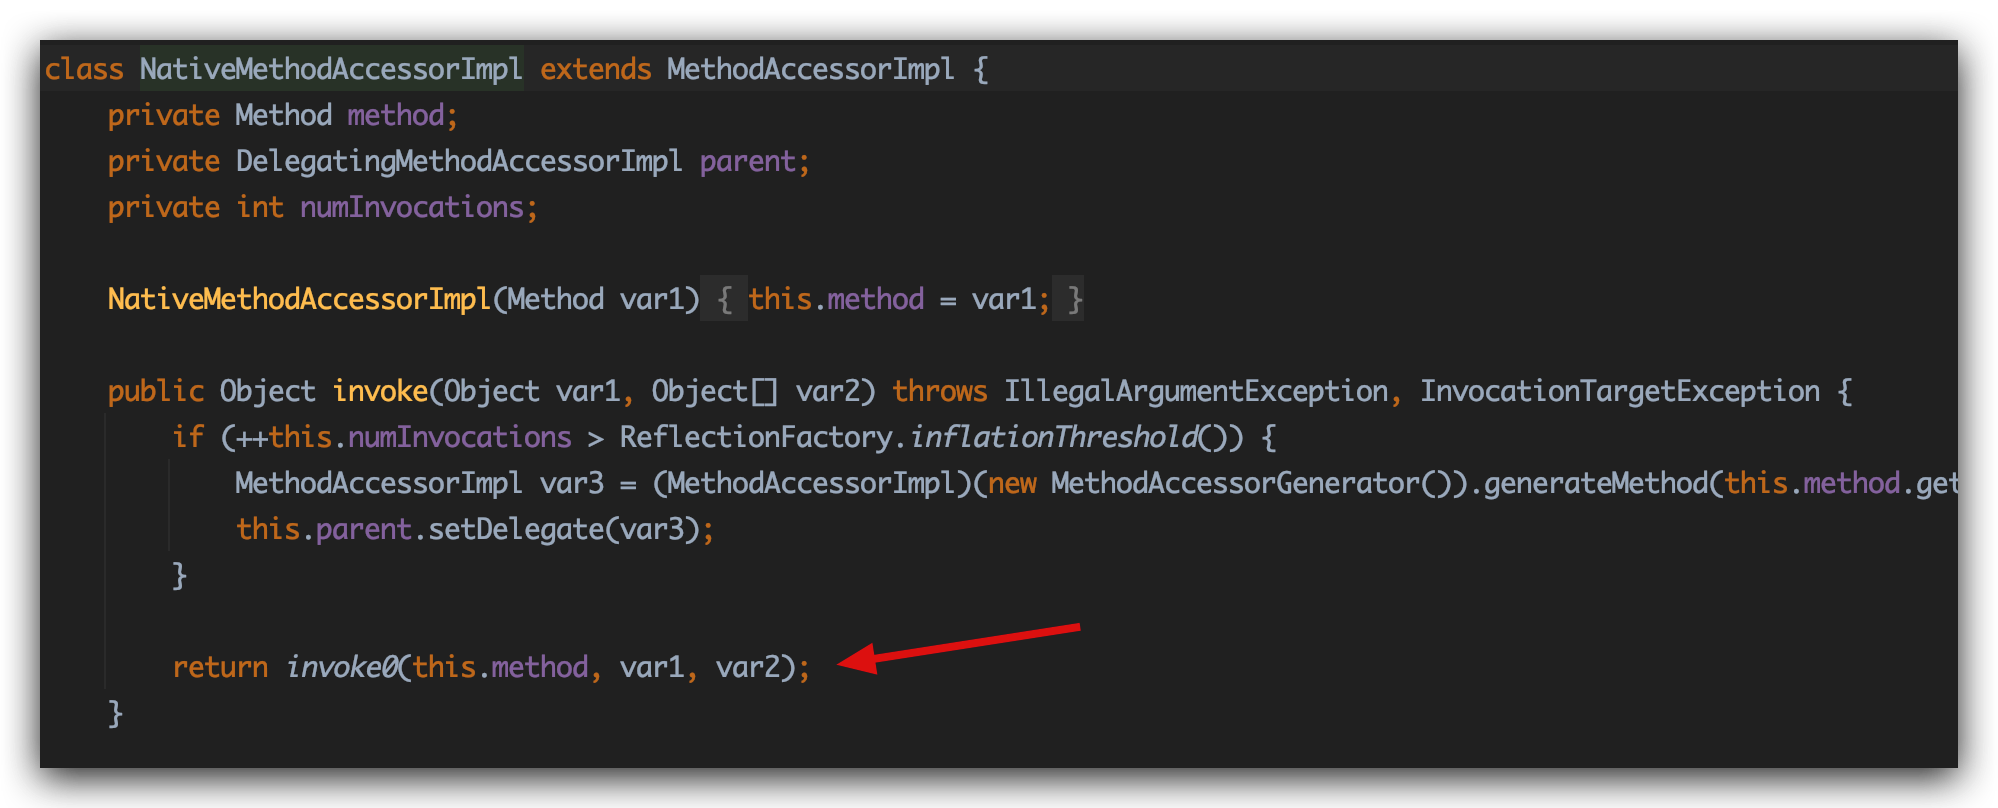 class NativeMethodAccessorImpl extends MethodAccessorImpl {
private Method method;
private DelegatingMethodAccessorImpl parent;
private int numInvocations;
NativeMethodAccessorImpl(Method var1) { this.method = var1; }
public Object invoke(Object var1, Object[] var2) throws IllegalArgumentException, InvocationTargetException {
if (++this.numInvocations > ReflectionFactory.inflationThreshold()) {
MethodAccessorImpl var3 = (MethodAccessorImpl)(new MethodAccessorGenerator()).generateMethod(this.method.get
this.parent.setDelegate(var3);
}
return invoke0(this.method, var1, var2);
}